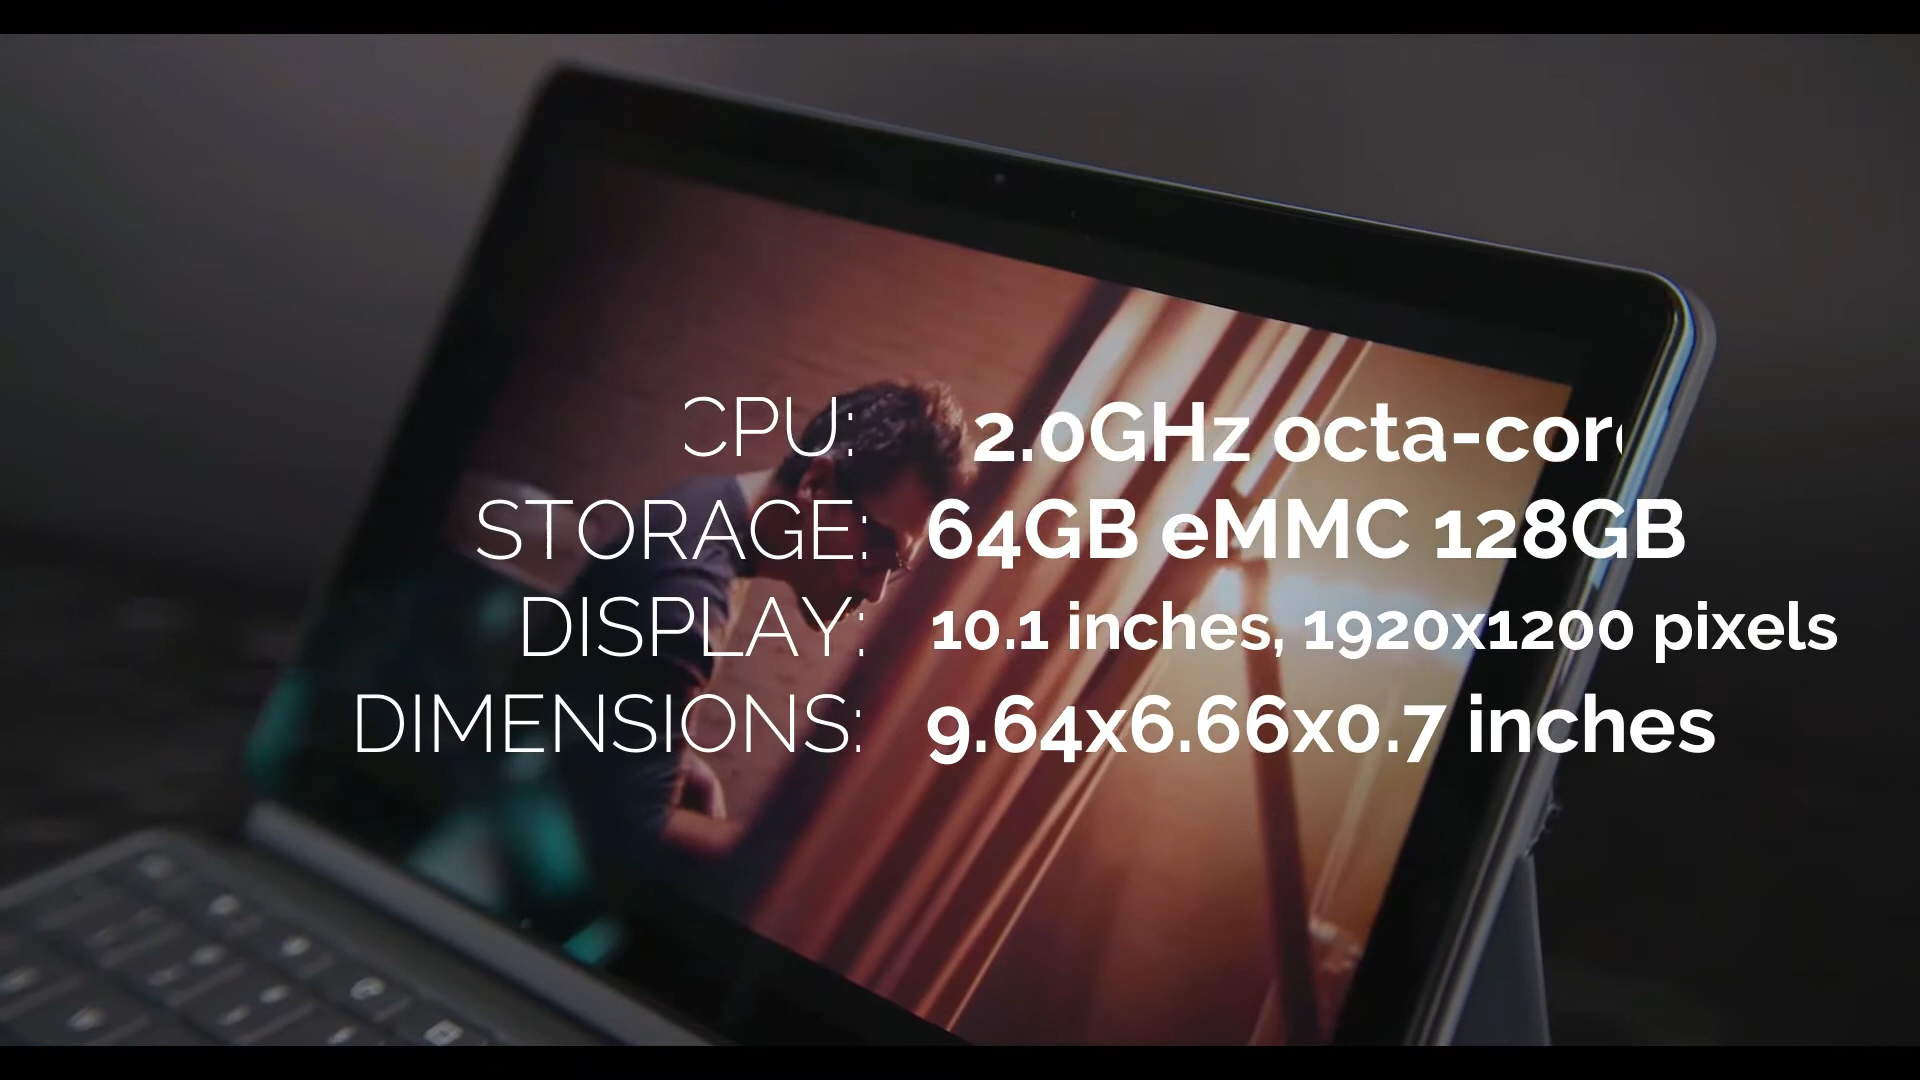 CPU: 2.0GHz octa-cor
STORAGE: 64GB eMMC 128GB
DISPLAY: 10.1 inches, 1920x1200 pixels
DIMENSIONS: 9.64x6.66x0.7 inches